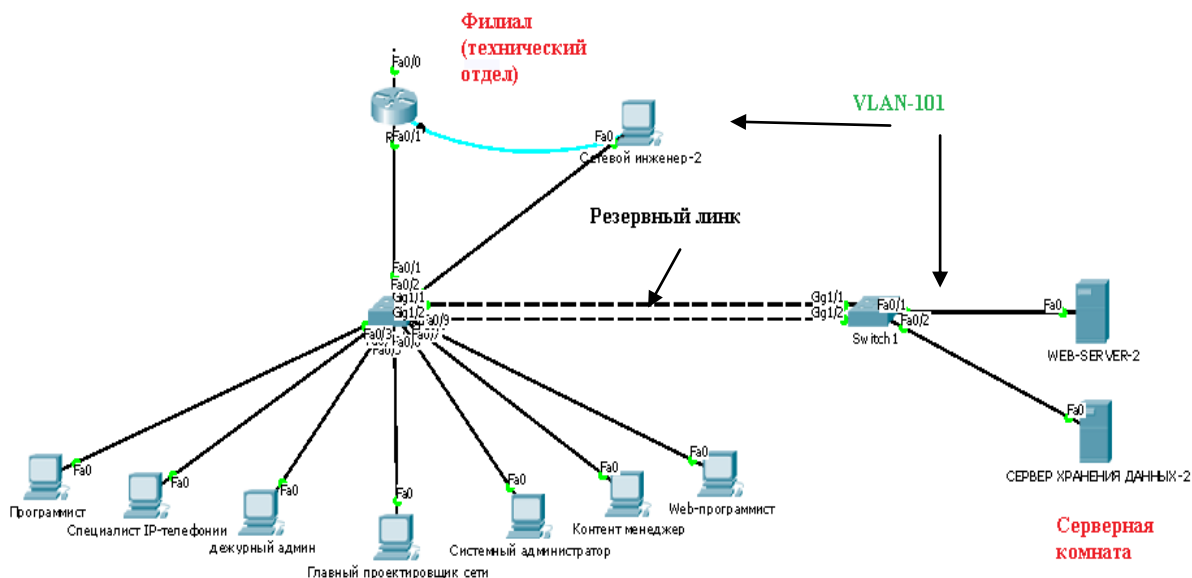 Филиал
(технический
отдел)
Fa0/0
VLAN-101
Fa0/1
Fa0
Сетевой инженер-2
Резервный линк
Fa0/1
Fa0/2
Gig1/1
Gig1/1
Fa0/1
Fa0
Gig1/2
Fa0/9
Gig1/2
Fa0/2
Fa0/3
Switch1
WEB-SERVER-2
Fa0
Fa0
Fa0
Fa0
Fa0
Fa0
Fa0
Fa0
СЕРВЕР ХРАНЕНИЯ ДАННЫХ-2
Программист
Специалист IP-телефонии
дежурный админ
Главный проектировщик сети
Системный администратор
Контент менеджер
Web-программист
Серверная
комната